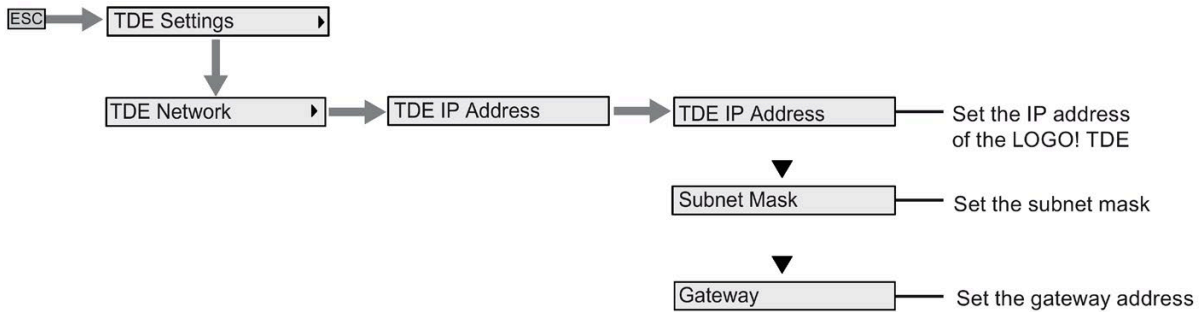 ESC
TDE Settings
TDE Network
TDE IP Address
TDE IP Address
Set the IP address
of the LOGO! TDE
Subnet Mask
Set the subnet mask
Gateway
Set the gateway address